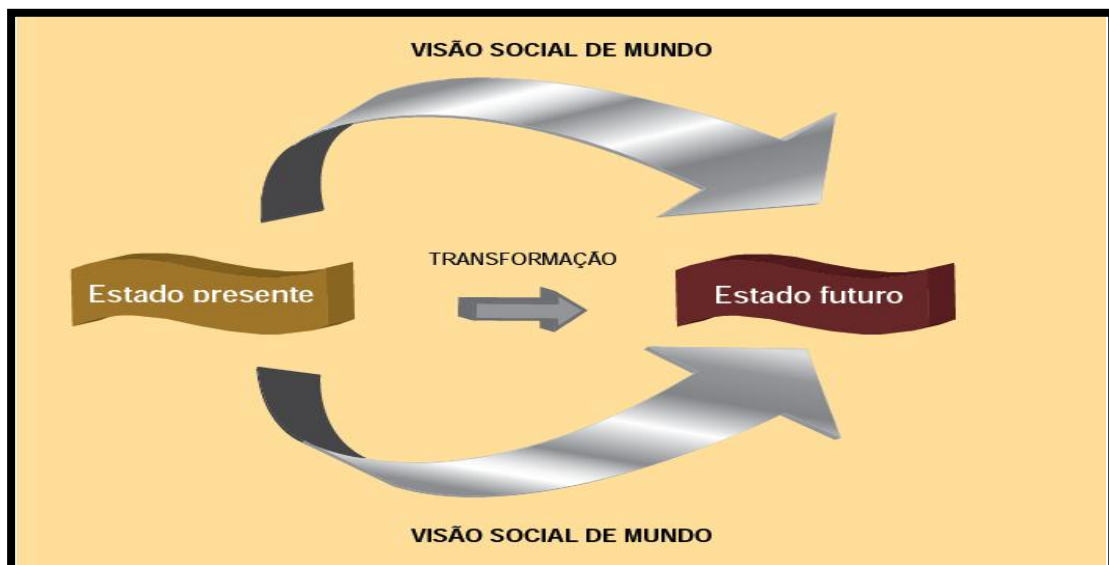 VISÃO SOCIAL DE MUNDO
TRANSFORMAÇÃO
Estado presente
Estado futuro
VISÃO SOCIAL DE MUNDO